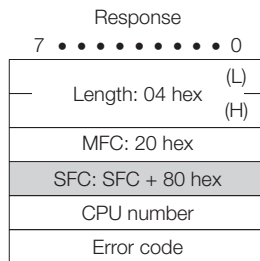 Response
7 • • • • • • • • • 0
Length: 04 hex (L)
(H)
MFC: 20 hex
SFC: SFC + 80 hex
CPU number
Error code